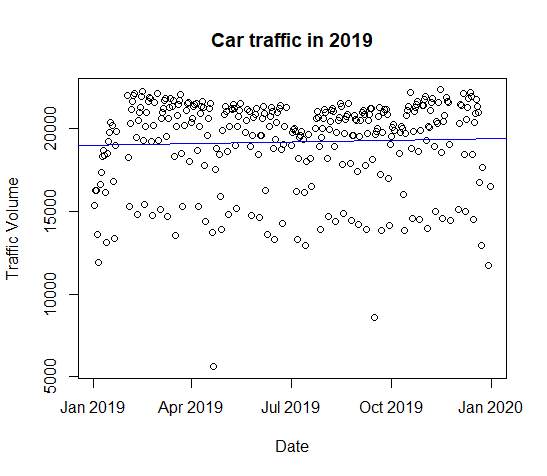 Car traffic in 2019
Traffic Volume
20000
15000
10000
5000
Jan 2019 Apr 2019 Jul 2019 Oct 2019 Jan 2020
Date